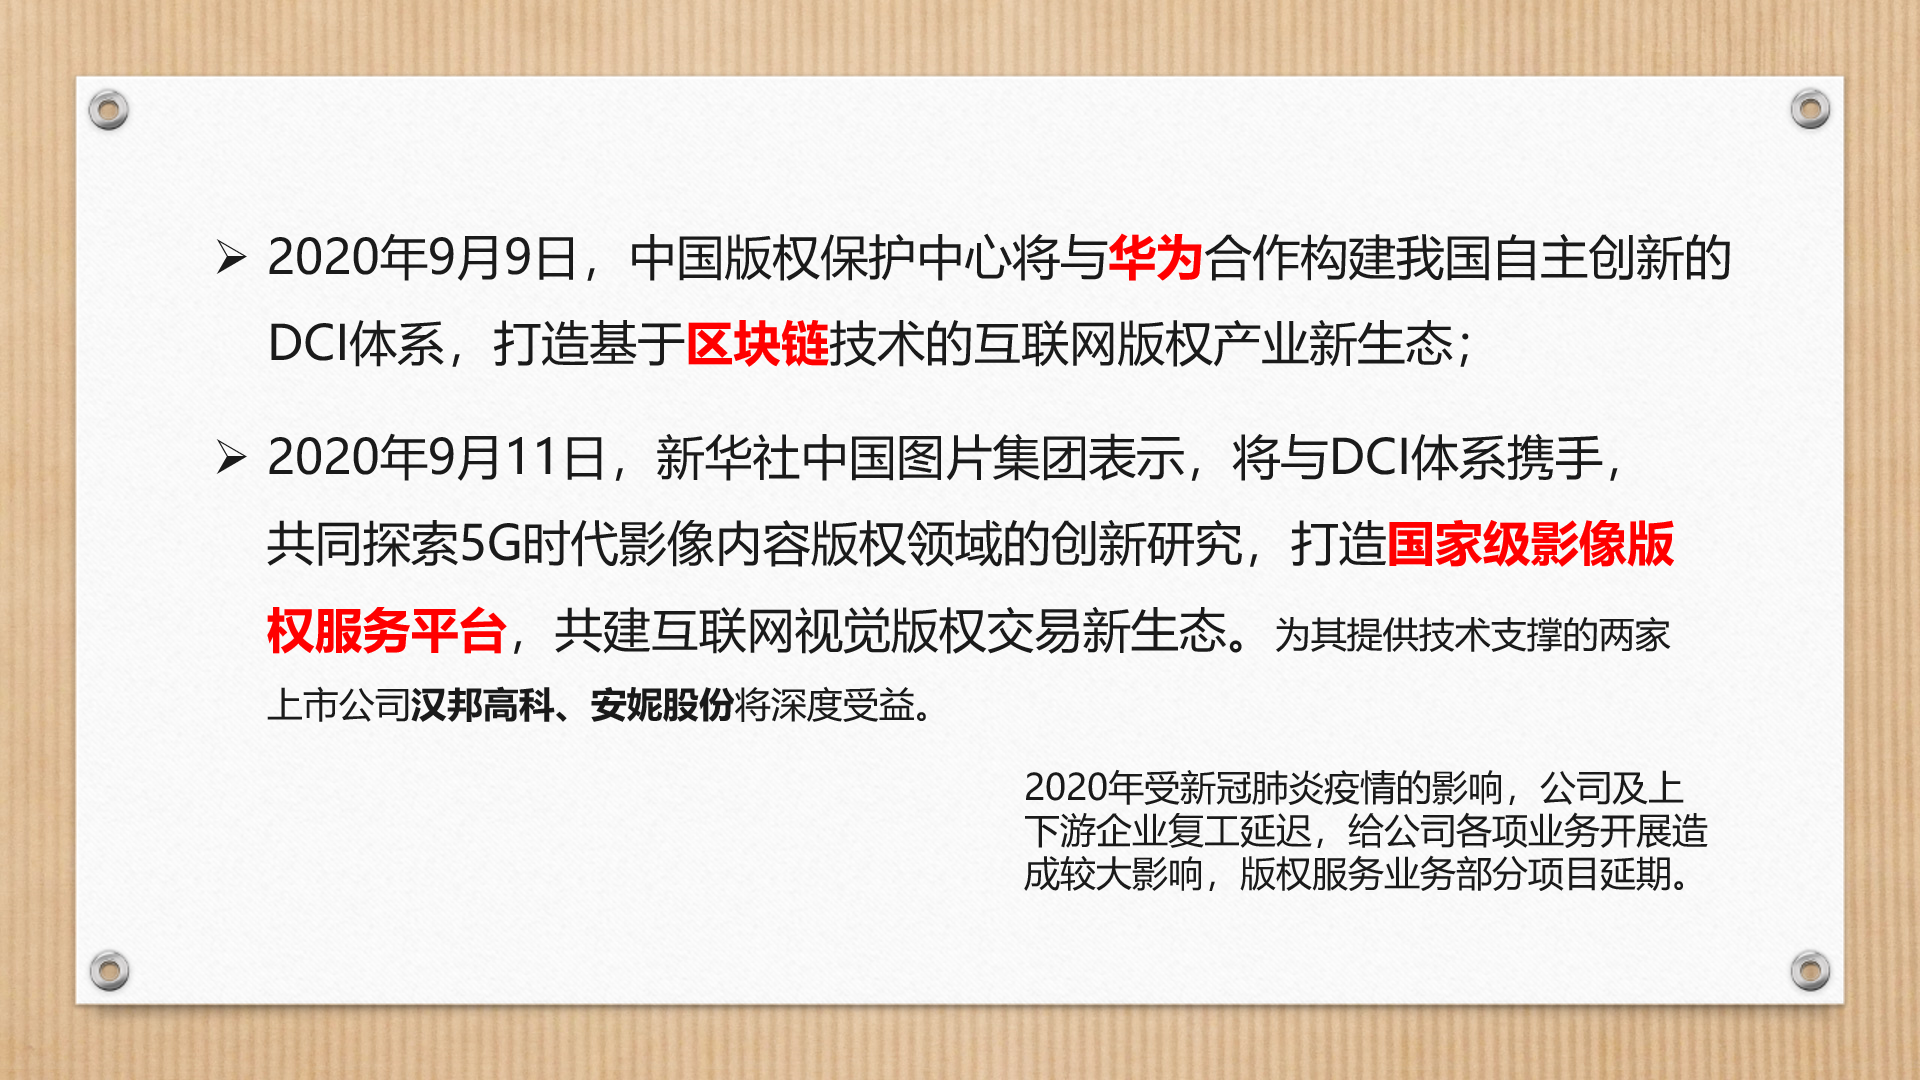 ➢ 2020年9月9日，中国版权保护中心将与华为合作构建我国自主创新的
DCI体系，打造基于区块链技术的互联网版权产业新生态；
➢ 2020年9月11日，新华社中国图片集团表示，将与DCI体系携手，
共同探索5G时代影像内容版权领域的创新研究，打造国家级影像版
权服务平台，共建互联网视觉版权交易新生态。为其提供技术支撑的两家
上市公司汉邦高科、安妮股份将深度受益。
2020年受新冠肺炎疫情的影响，公司及上
下游企业复工延迟，给公司各项业务开展造
成较大影响，版权服务业务部分项目延期。